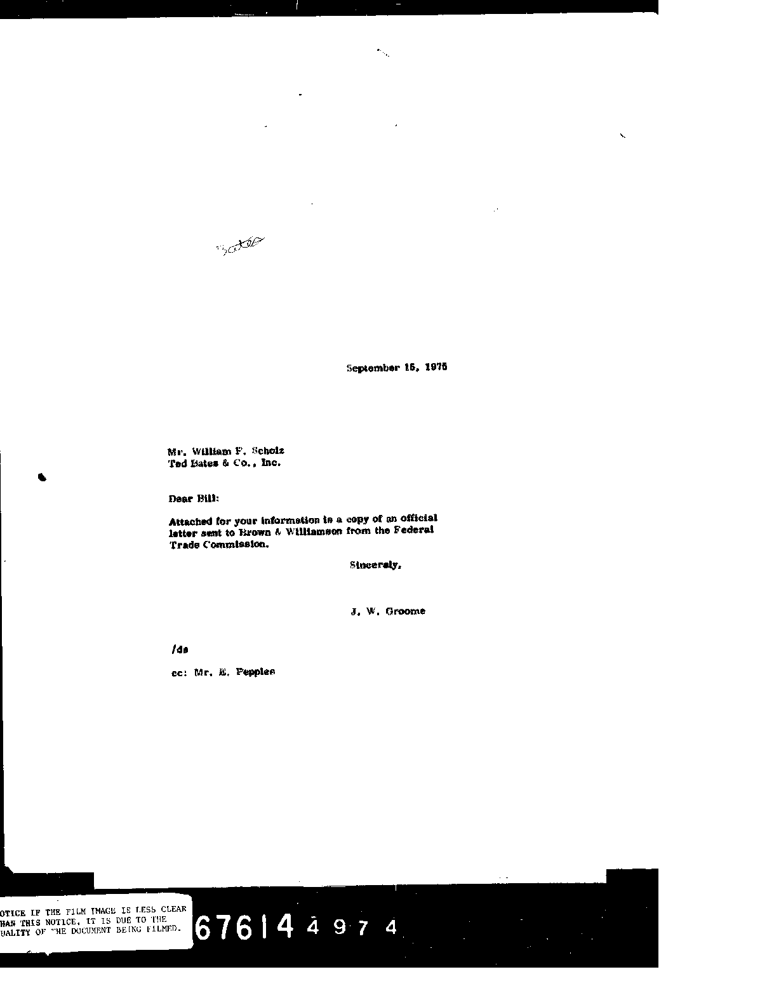 Bates
September 15, 1975
Mr. William F. Scholz
Ted Bates & Co., Inc.
Dear Bill:
Attached for your information is a copy of an official
letter sent to Brown & Williamson from the Federal
Trade Commission.
Sincerely,
J. W. Groome
/ds
cc: Mr. E. Pepples
OTICE IF THE FILM IMAGE IS LESS CLEAR
HAN THIS NOTICE, IT IS DUE TO THE
UALITY OF THE DOCUMENT BEING FILMED.
676144974